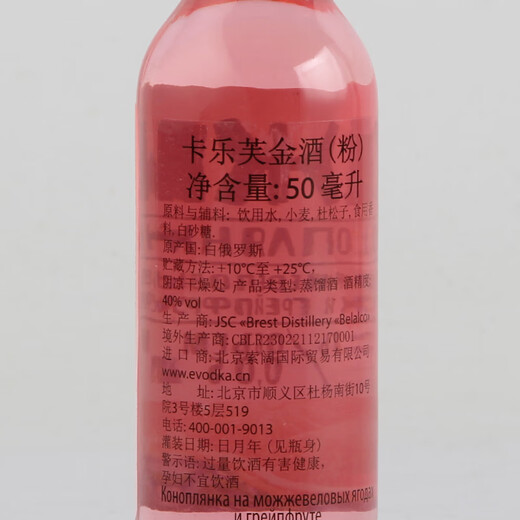 卡乐芙金酒(粉)
净含量: 50 毫升
原料与辅料: 饮用水, 小麦, 杜松子, 食用香
料, 白砂糖.
原产国: 白俄罗斯
贮藏方法: +10°C至 +25°C,
阴凉干燥处 产品类型: 蒸馏酒 酒精度:
40% vol
生 产 商: JSC «Brest Distillery «Belalco»
境外生产商: CBLR23022112170001
进 口 商: 北京索阔国际贸易有限公司
www.evodka.cn
地 址: 北京市顺义区杜杨南街10号
院3号楼5层519
电话: 400-001-9013
灌装日期: 日月年 (见瓶身)
警示语: 过量饮酒有害健康,
孕妇不宜饮酒
Коноплянка на можжевеловых ягодах
и грейпфруте